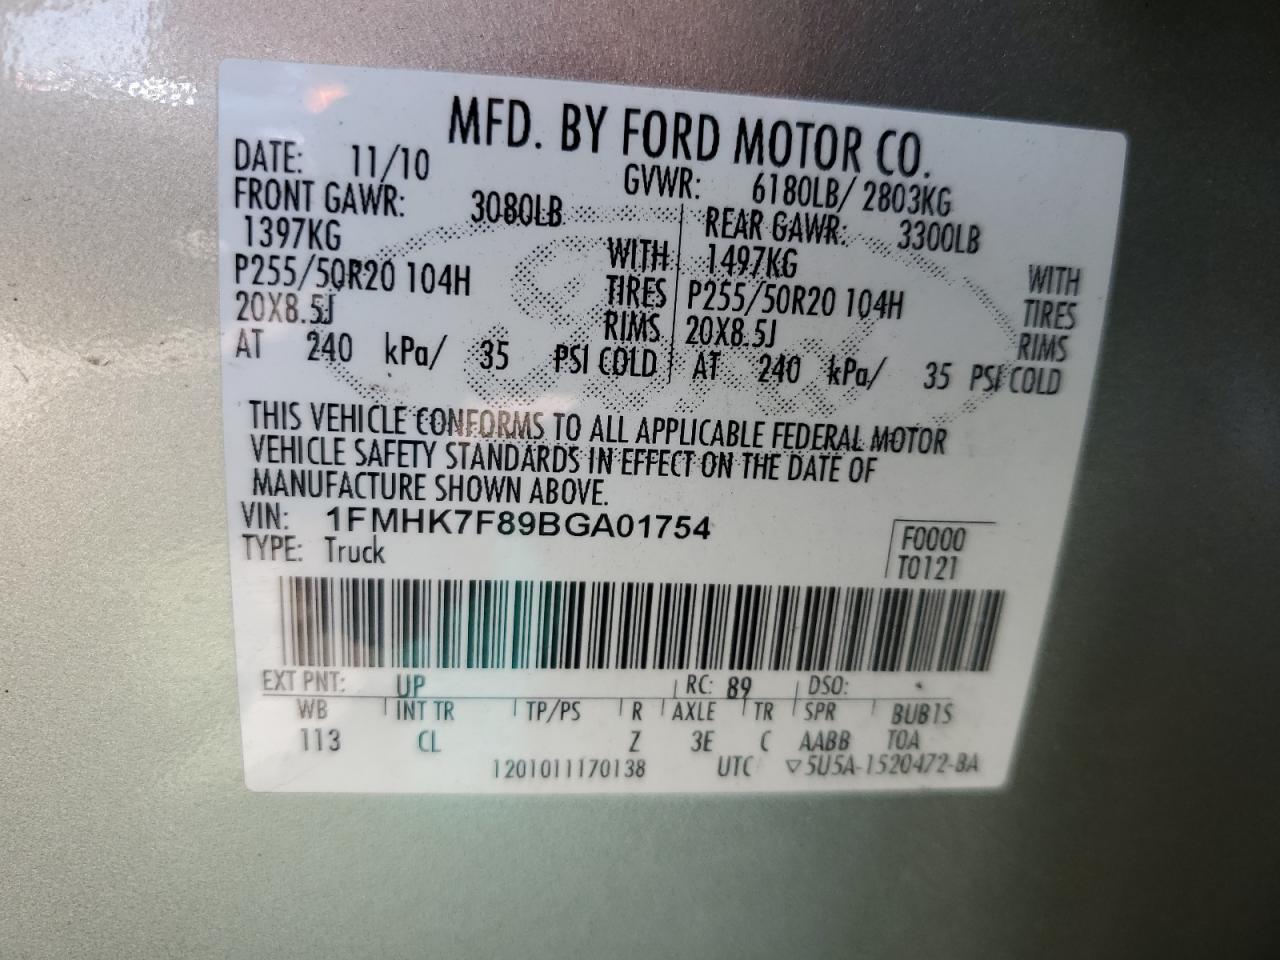 MFD. BY FORD MOTOR CO.
DATE: 11/10 GVWR: 6180LB/ 2803KG
FRONT GAWR: 3080LB REAR GAWR: 3300LB
1397KG WITH 1497KG WITH
P255/50R20 104H TIRES P255/50R20 104H TIRES
20X8.5J RIMS 20X8.5J RIMS
AT 240 kPa/ 35 PSI COLD AT 240 kPa/ 35 PSI COLD
THIS VEHICLE CONFORMS TO ALL APPLICABLE FEDERAL MOTOR
VEHICLE SAFETY STANDARDS IN EFFECT ON THE DATE OF
MANUFACTURE SHOWN ABOVE.
VIN: 1FMHK7F89BGA01754 F0000
TYPE: Truck T0121
EXT PNT: UP RC: 89 DSO:
WB INT TR TP/PS R AXLE TR SPR BUB1S
113 CL Z 3E C AABB TOA
1201011170138 UTC ▽5U5A-1520472-BA